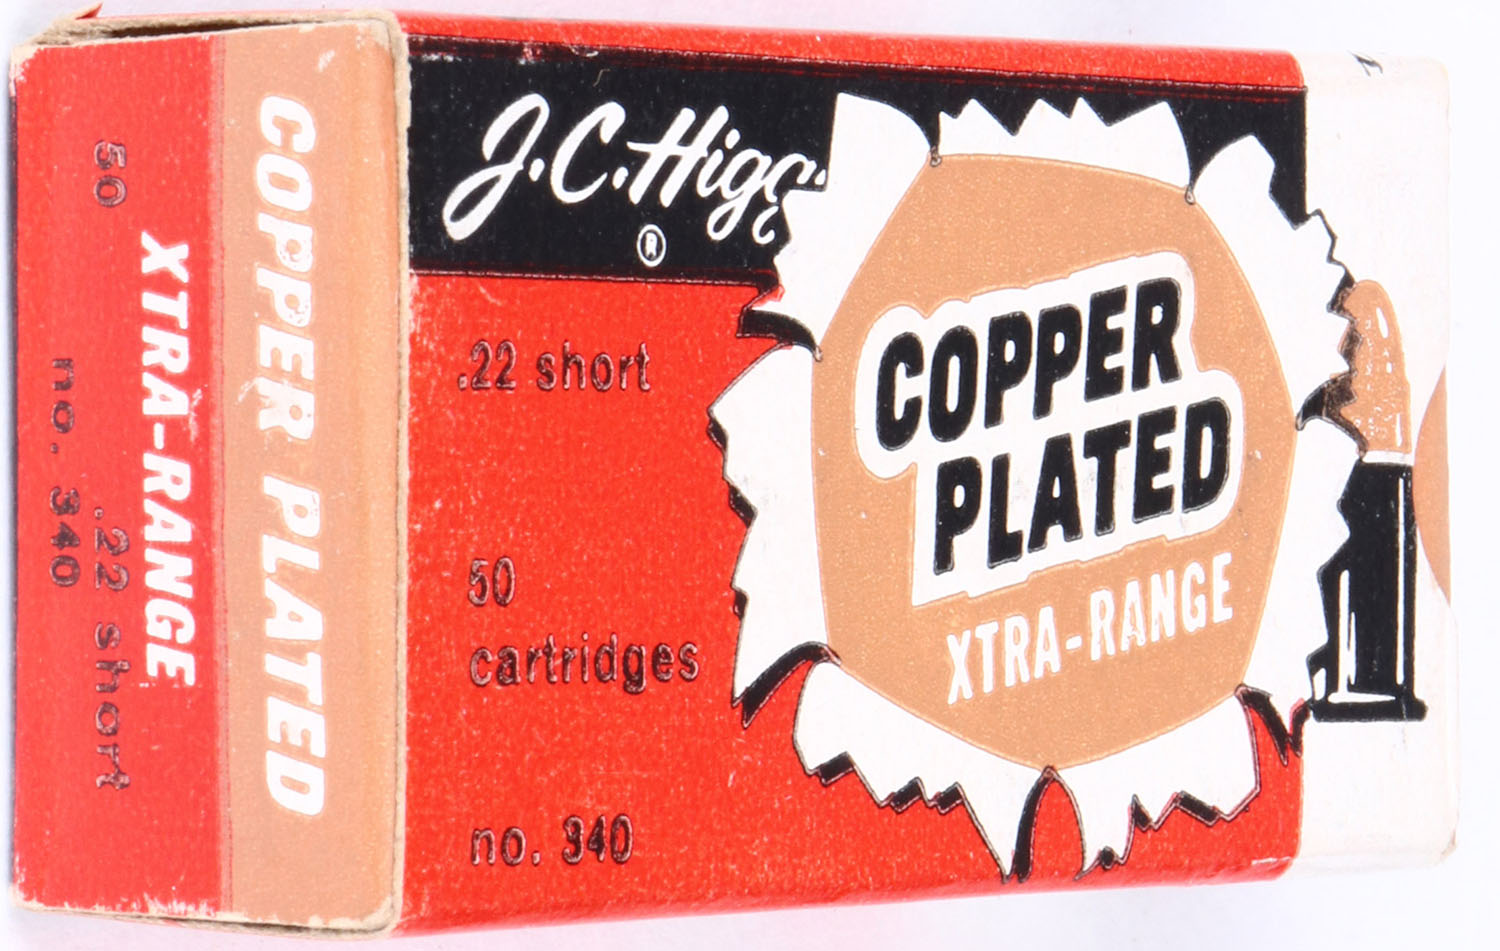 J.C. Higg
®
.22 short
50
cartridges
no. 340
COPPER
PLATED
XTRA-RANGE
COPPER PLATED
XTRA-RANGE
50 .22 short
no. 340